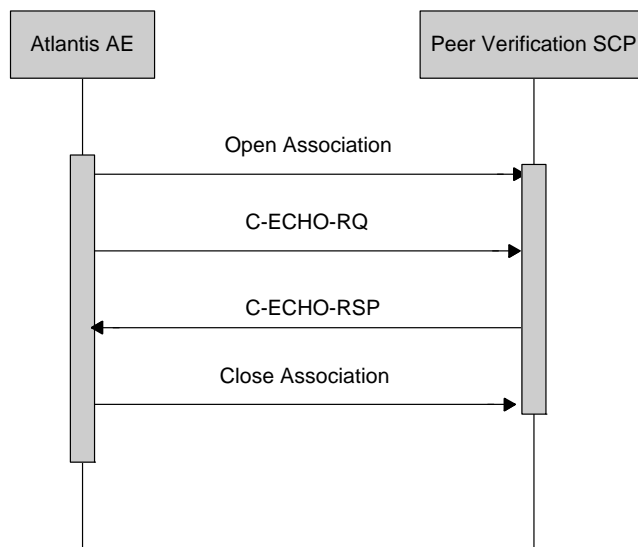 Atlantis AE
Peer Verification SCP
Open Association
C-ECHO-RQ
C-ECHO-RSP
Close Association